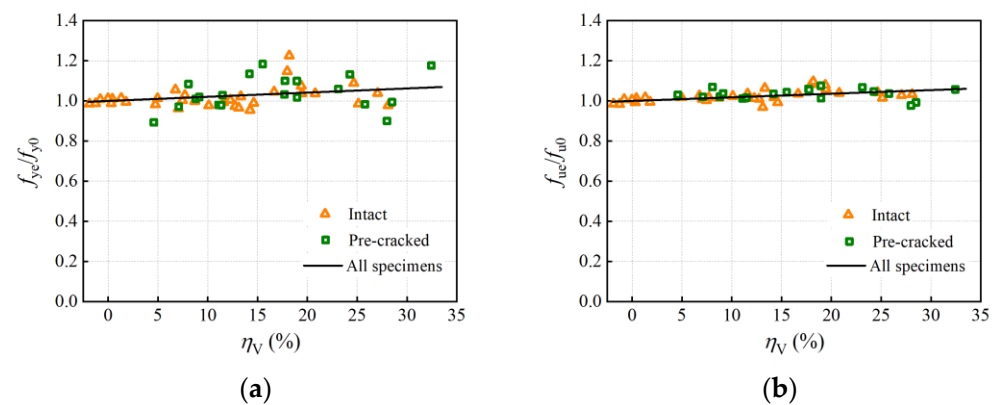 1.4
1.2
1.0
0.8
0.6
0.4
0.2
0.0
0 5 10 15 20 25 30 35
fye/fy0
ηV (%)
Intact
Pre-cracked
All specimens
(a)
1.4
1.2
1.0
0.8
0.6
0.4
0.2
0.0
0 5 10 15 20 25 30 35
fue/fu0
ηV (%)
Intact
Pre-cracked
All specimens
(b)